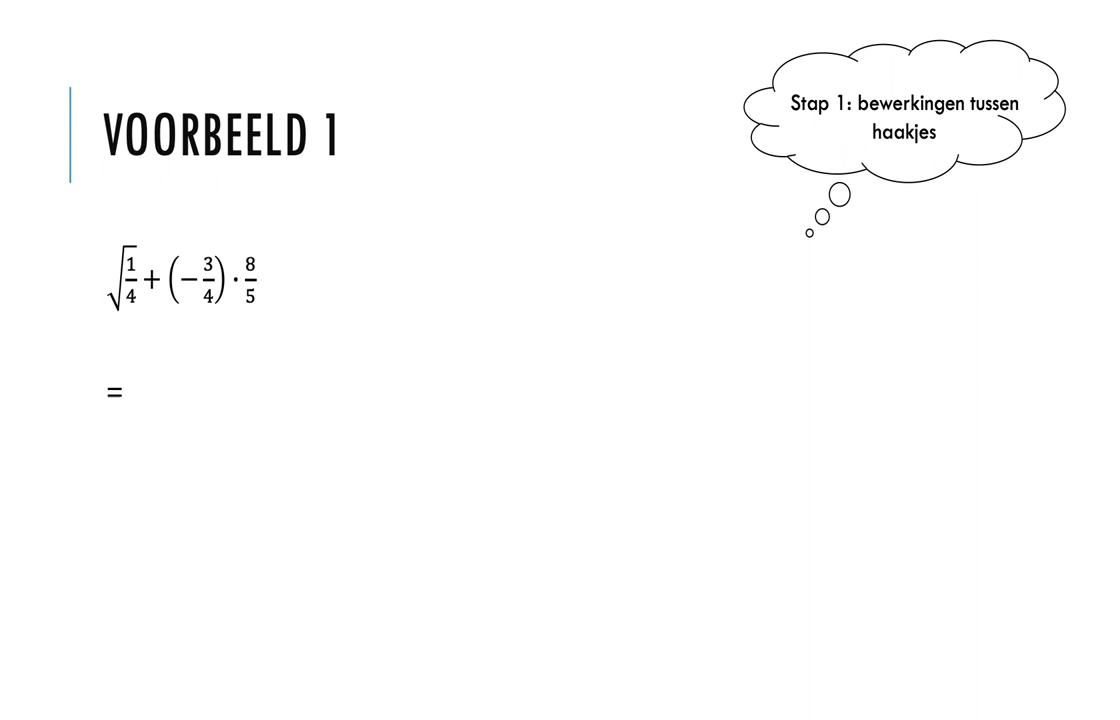 Stap 1: bewerkingen tussen
haakjes
VOORBEELD 1
√(1/4) + (−3/4) · 8/5
=